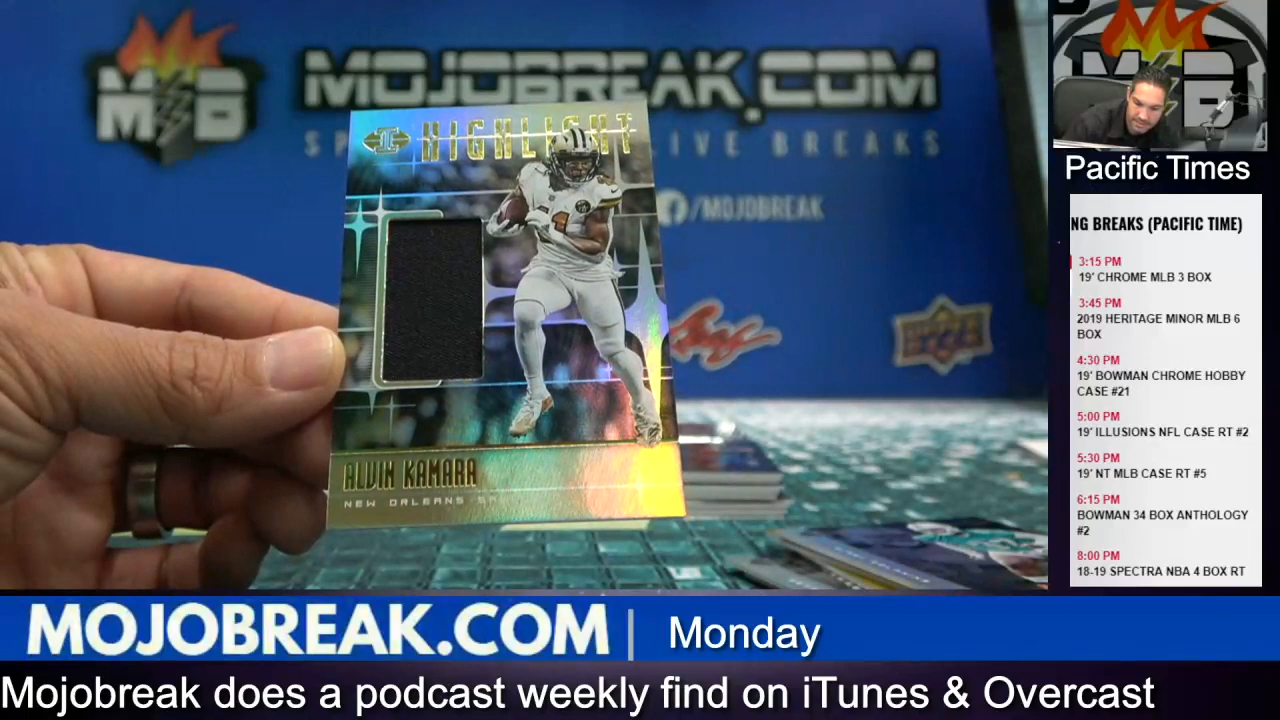 MOJOBREAK.COM
M B
LIVE BREAKS
/MOJOBREAK
HIGHLIGHT
41
ALVIN KAMARA
NEW ORLEANS
Leaf
Pacific Times
NG BREAKS (PACIFIC TIME)
3:15 PM
19' CHROME MLB 3 BOX
3:45 PM
2019 HERITAGE MINOR MLB 6
BOX
4:30 PM
19' BOWMAN CHROME HOBBY
CASE #21
5:00 PM
19' ILLUSIONS NFL CASE RT #2
5:30 PM
19' NT MLB CASE RT #5
6:15 PM
BOWMAN 34 BOX ANTHOLOGY
#2
8:00 PM
18-19 SPECTRA NBA 4 BOX RT
MOJOBREAK.COM | Monday
Mojobreak does a podcast weekly find on iTunes & Overcast